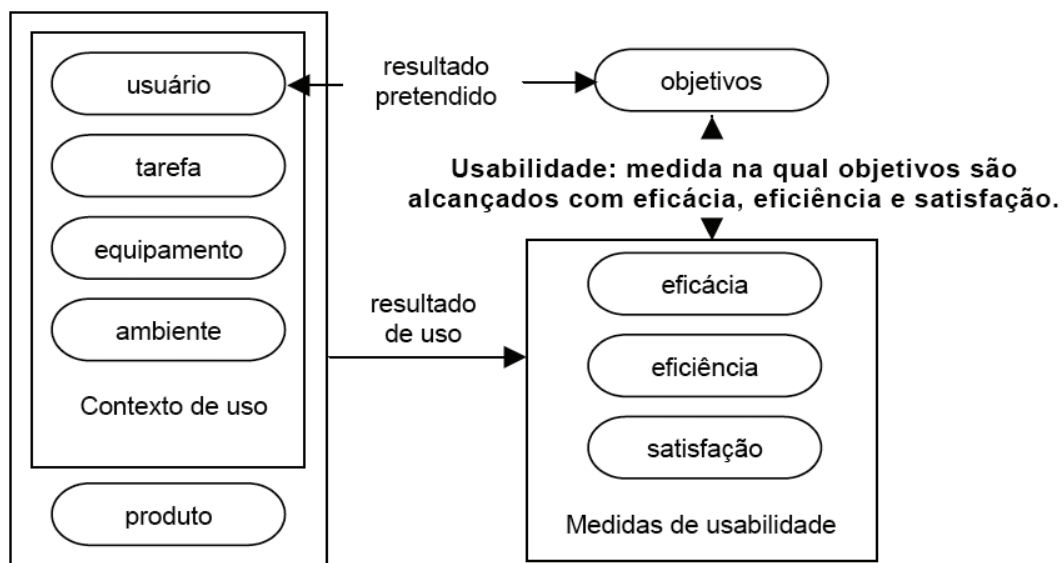 usuário
tarefa
equipamento
ambiente
Contexto de uso
produto
resultado
pretendido
objetivos
Usabilidade: medida na qual objetivos são
alcançados com eficácia, eficiência e satisfação.
resultado
de uso
eficácia
eficiência
satisfação
Medidas de usabilidade